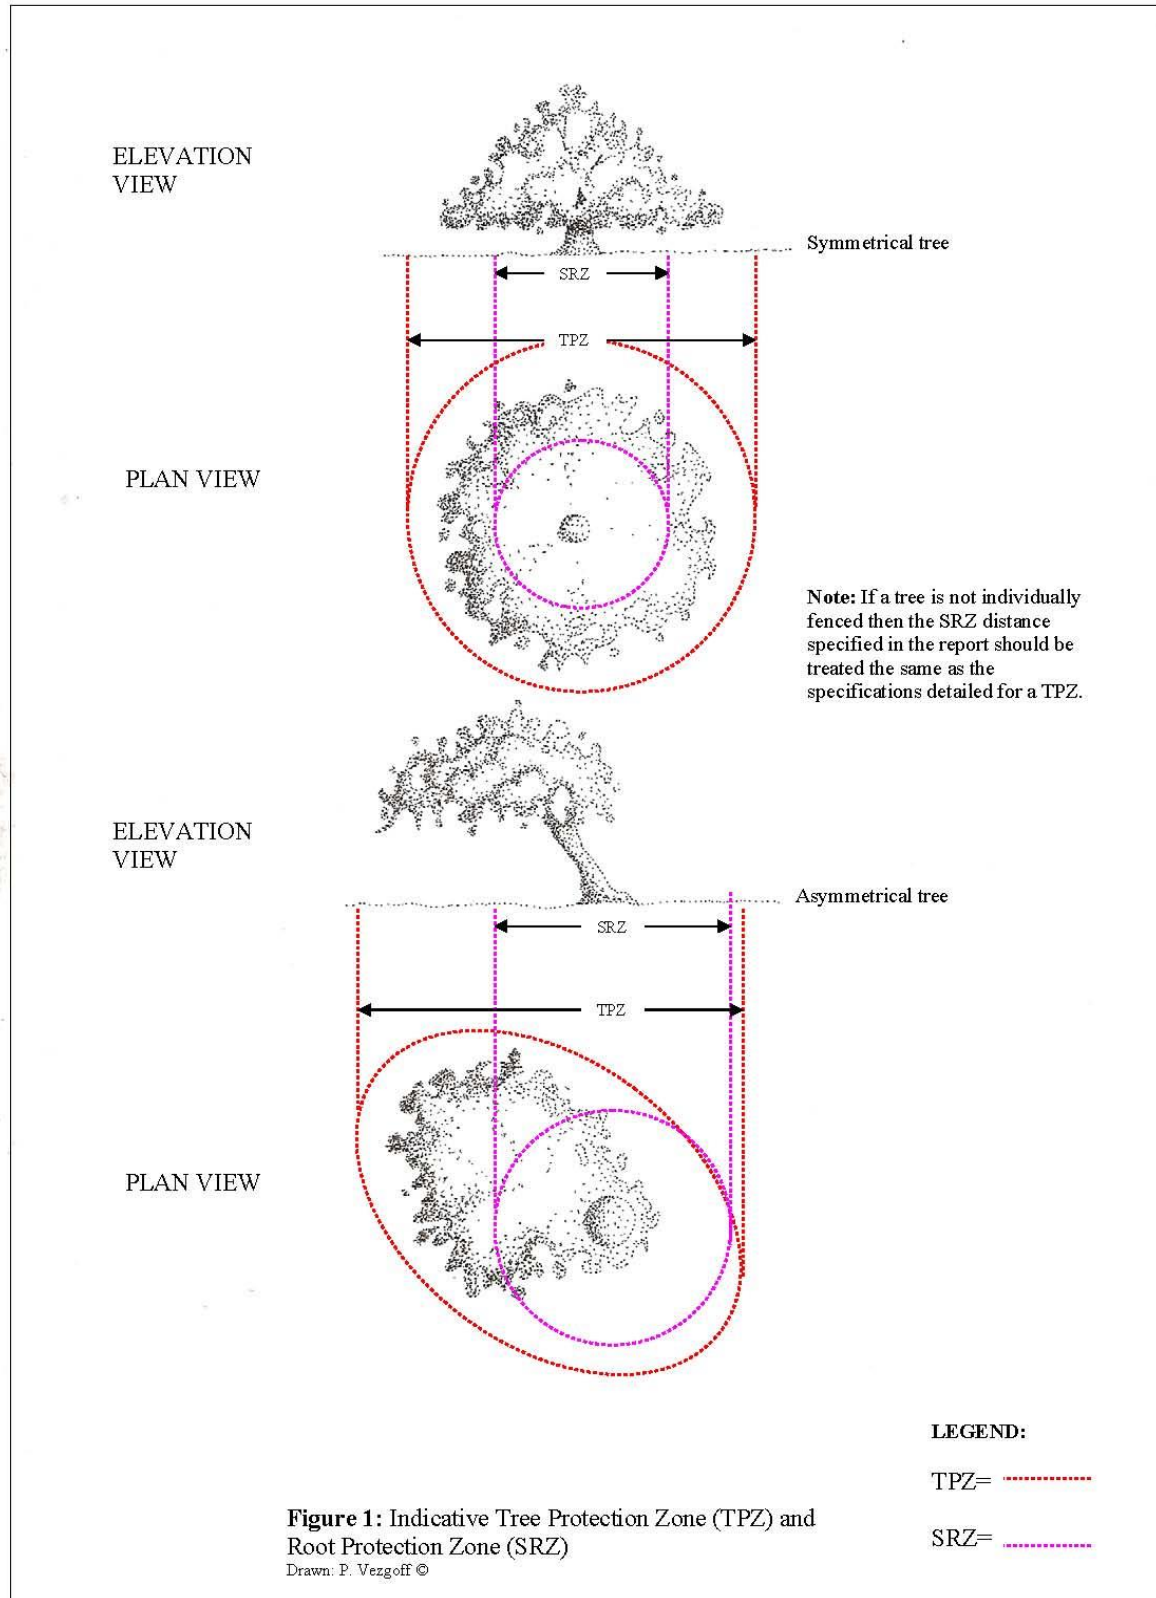 ELEVATION
VIEW
Symmetrical tree
SRZ
TPZ
PLAN VIEW
Note: If a tree is not individually
fenced then the SRZ distance
specified in the report should be
treated the same as the
specifications detailed for a TPZ.
ELEVATION
VIEW
Asymmetrical tree
SRZ
TPZ
PLAN VIEW
LEGEND:
TPZ=
SRZ=
Figure 1: Indicative Tree Protection Zone (TPZ) and
Root Protection Zone (SRZ)
Drawn: P. Vezgoff ©